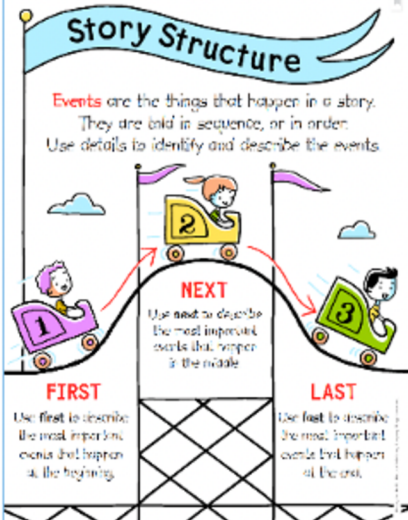 Story Structure
Events are the things that happen in a story.
They are told in sequence, or in order.
Use details to identify and describe the events.
2
1
3
NEXT
Use next to describe
the most important
events that happen
in the middle.
FIRST
Use first to describe
the most important
events that happen
at the beginning.
LAST
Use last to describe
the most important
events that happen
at the end.